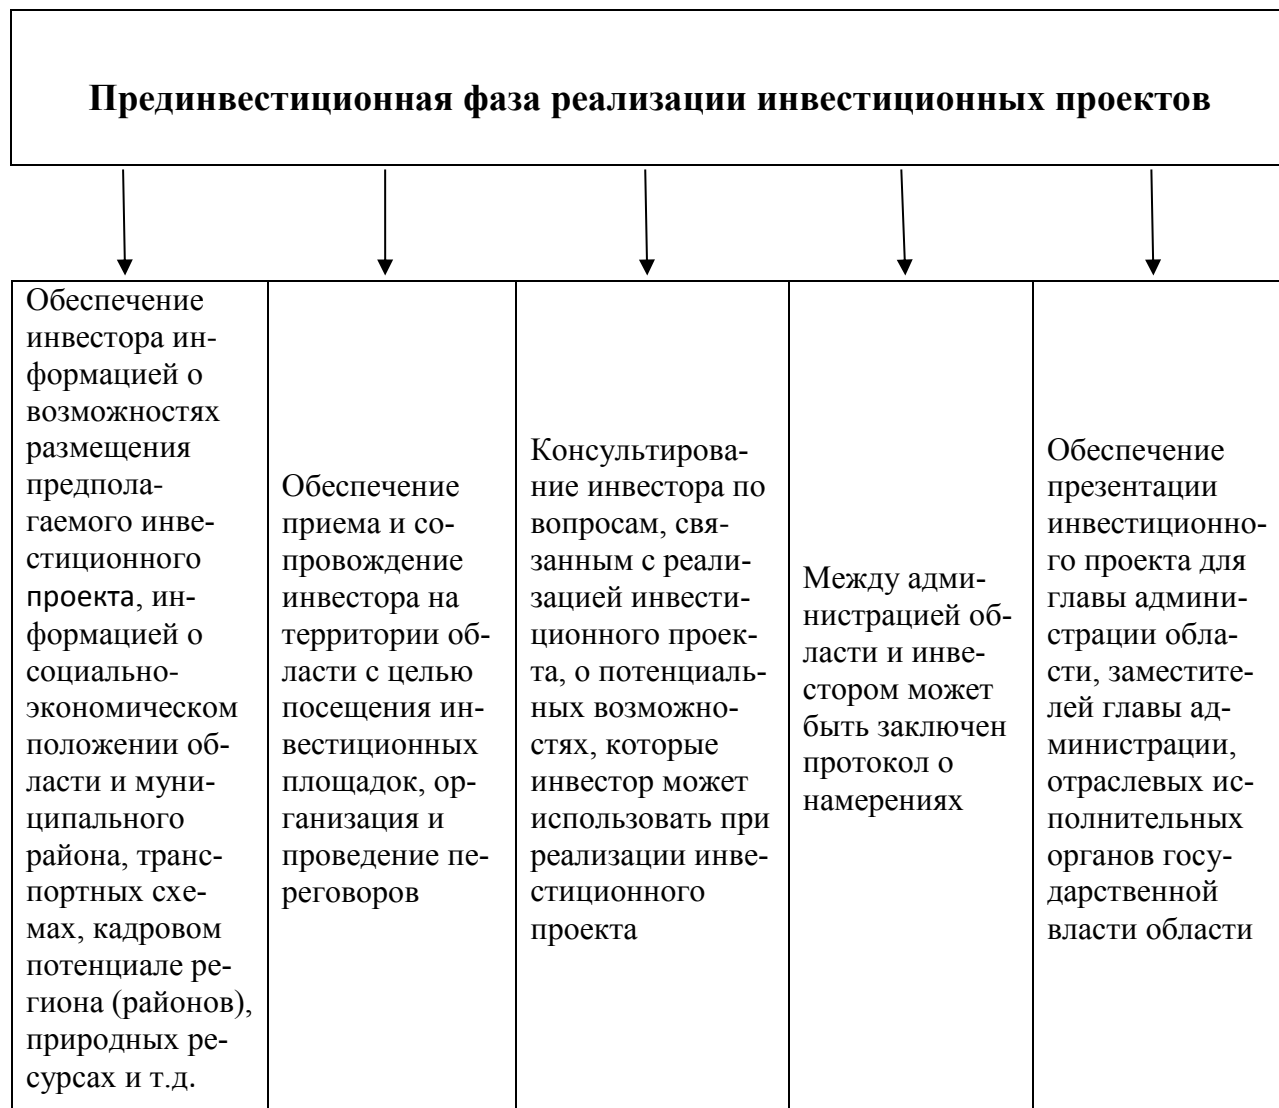 Прединвестиционная фаза реализации инвестиционных проектов
Обеспечение
инвестора ин-
формацией о
возможностях
размещения
предпола-
гаемого инве-
стиционного
проекта, ин-
формацией о
социально-
экономическом
положении об-
ласти и муни-
ципального
района, транс-
портных схе-
мах, кадровом
потенциале ре-
гиона (районов),
природных ре-
сурсах и т.д.
Обеспечение
приема и со-
провождение
инвестора на
территории об-
ласти с целью
посещения ин-
вестиционных
площадок, ор-
ганизация и
проведение пе-
реговоров
Консультирова-
ние инвестора по
вопросам, свя-
занным с реали-
зацией инвести-
ционного проек-
та, о потенциаль-
ных возможно-
стях, которые
инвестор может
использовать при
реализации инве-
стиционного
проекта
Между адми-
нистрацией об-
ласти и инве-
стором может
быть заключен
протокол о
намерениях
Обеспечение
презентации
инвестиционно-
го проекта для
главы админи-
страции обла-
сти, заместите-
лей главы ад-
министрации,
отраслевых ис-
полнительных
органов госу-
дарственной
власти области